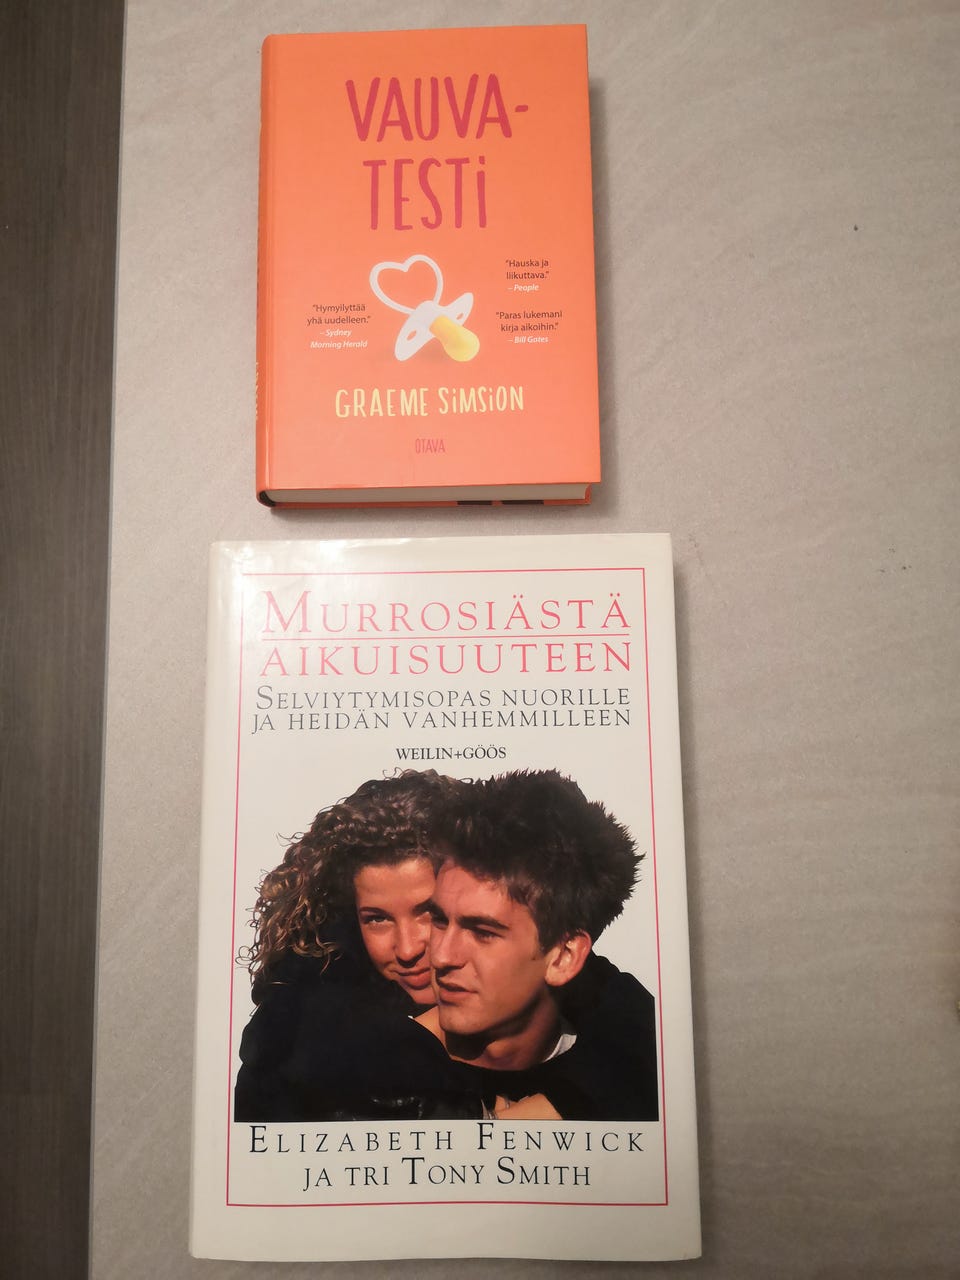 VAUVA-
TESTi
"Hauska ja
liikuttava."
– People
"Hymyilyttää
yhä uudelleen."
– Sydney
Morning Herald
"Paras lukemani
kirja aikoihin."
– Bill Gates
GRAEME SiMSiON
OTAVA
MURROSIÄSTÄ
AIKUISUUTEEN
SELVIYTYMISOPAS NUORILLE
JA HEIDÄN VANHEMMILLEEN
WEILIN+GÖÖS
ELIZABETH FENWICK
JA TRI TONY SMITH